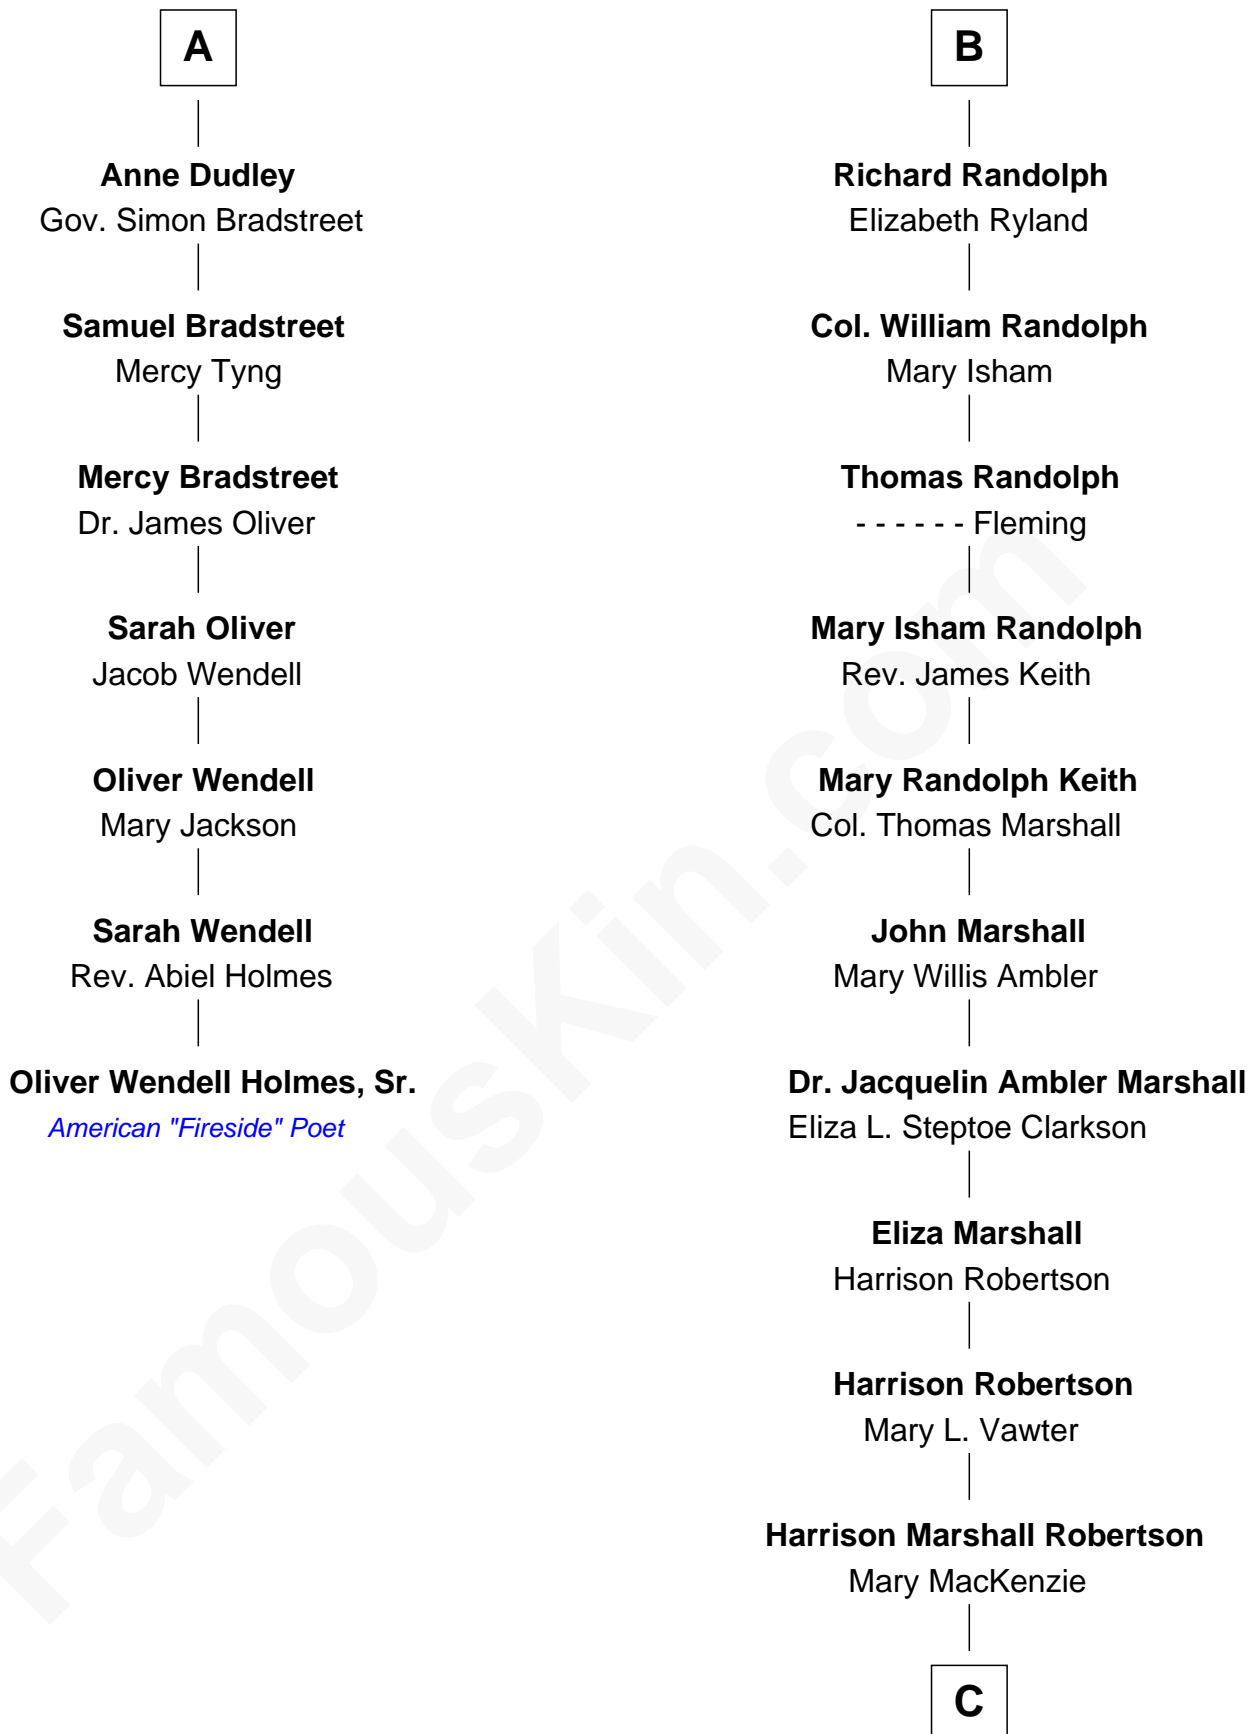 A
Anne Dudley
Gov. Simon Bradstreet
Samuel Bradstreet
Mercy Tyng
Mercy Bradstreet
Dr. James Oliver
Sarah Oliver
Jacob Wendell
Oliver Wendell
Mary Jackson
Sarah Wendell
Rev. Abiel Holmes
Oliver Wendell Holmes, Sr.
American "Fireside" Poet
B
Richard Randolph
Elizabeth Ryland
Col. William Randolph
Mary Isham
Thomas Randolph
- - - - - - Fleming
Mary Isham Randolph
Rev. James Keith
Mary Randolph Keith
Col. Thomas Marshall
John Marshall
Mary Willis Ambler
Dr. Jacquelin Ambler Marshall
Eliza L. Steptoe Clarkson
Eliza Marshall
Harrison Robertson
Harrison Robertson
Mary L. Vawter
Harrison Marshall Robertson
Mary MacKenzie
C
FamousKin.com